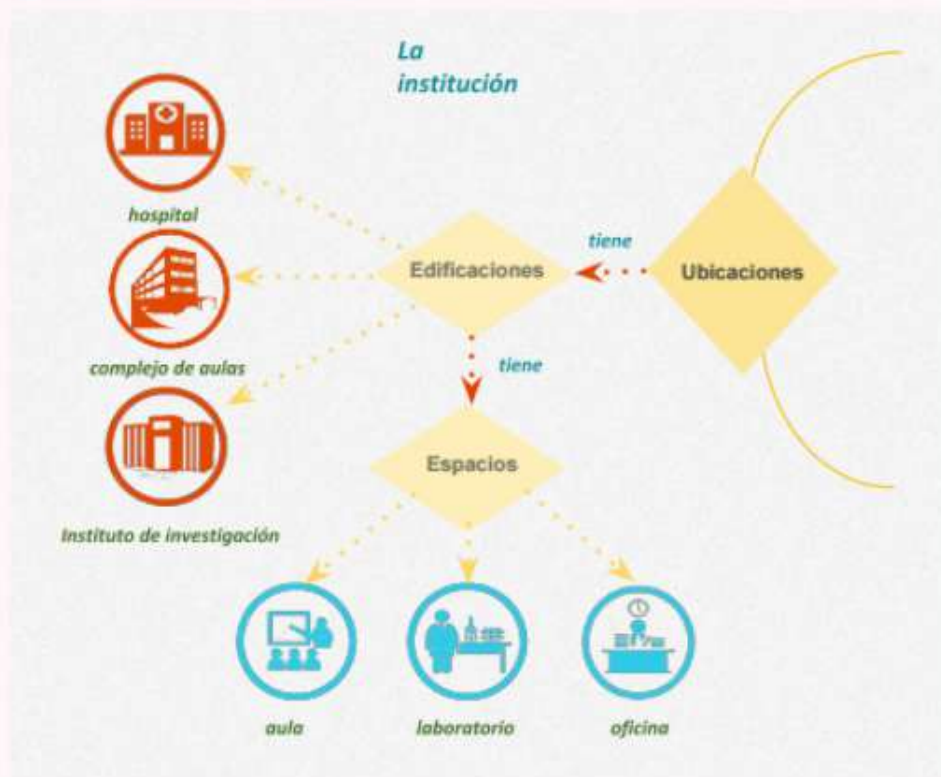 La
institución
hospital
tiene
Edificaciones
Ubicaciones
complejo de aulas
tiene
Espacios
Instituto de investigación
aula
laboratorio
oficina